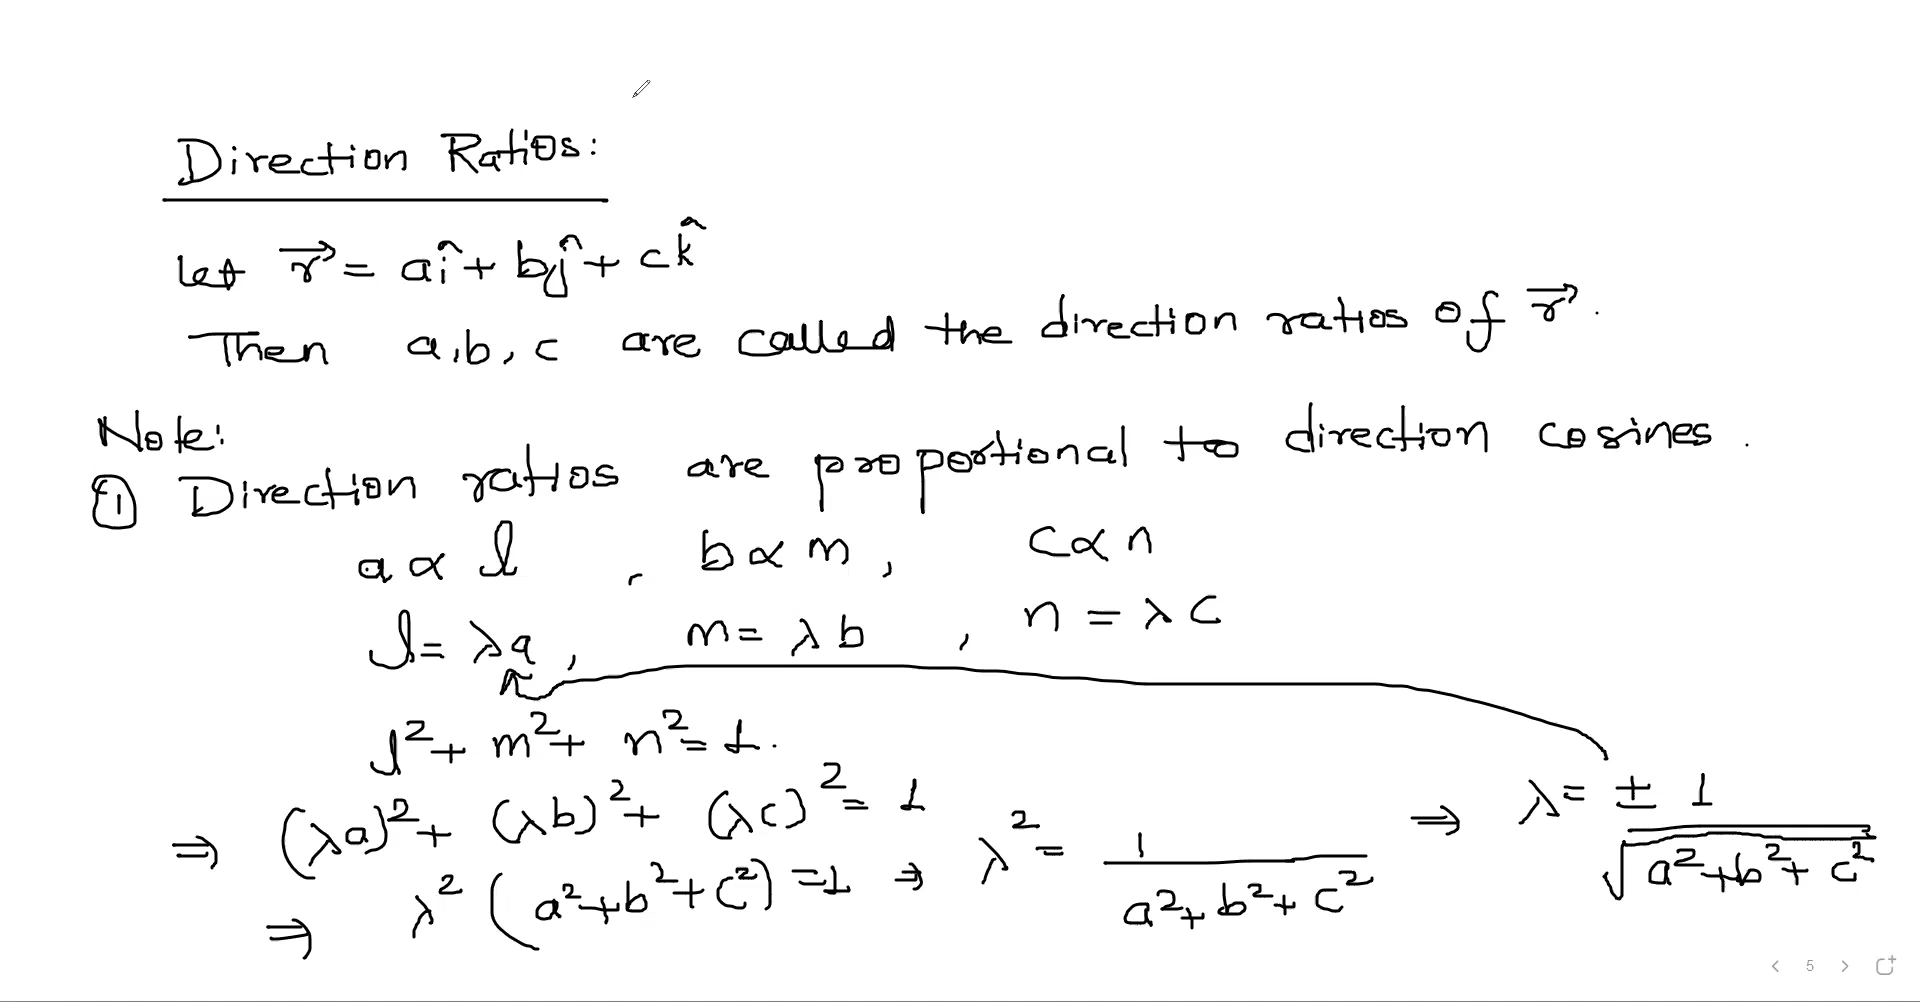 Direction Ratios:
Let r⃗ = aî + bĵ + ck̂
Then a, b, c are called the direction ratios of r⃗.
Note:
① Direction ratios are proportional to direction cosines.
a ∝ l , b ∝ m , c ∝ n
l = λa , m = λb , n = λc
l² + m² + n² = 1.
⇒ (λa)² + (λb)² + (λc)² = 1
⇒ λ² (a² + b² + c²) = 1 ⇒ λ² = 1/(a² + b² + c²) ⇒ λ = ± 1/√(a² + b² + c²)
5